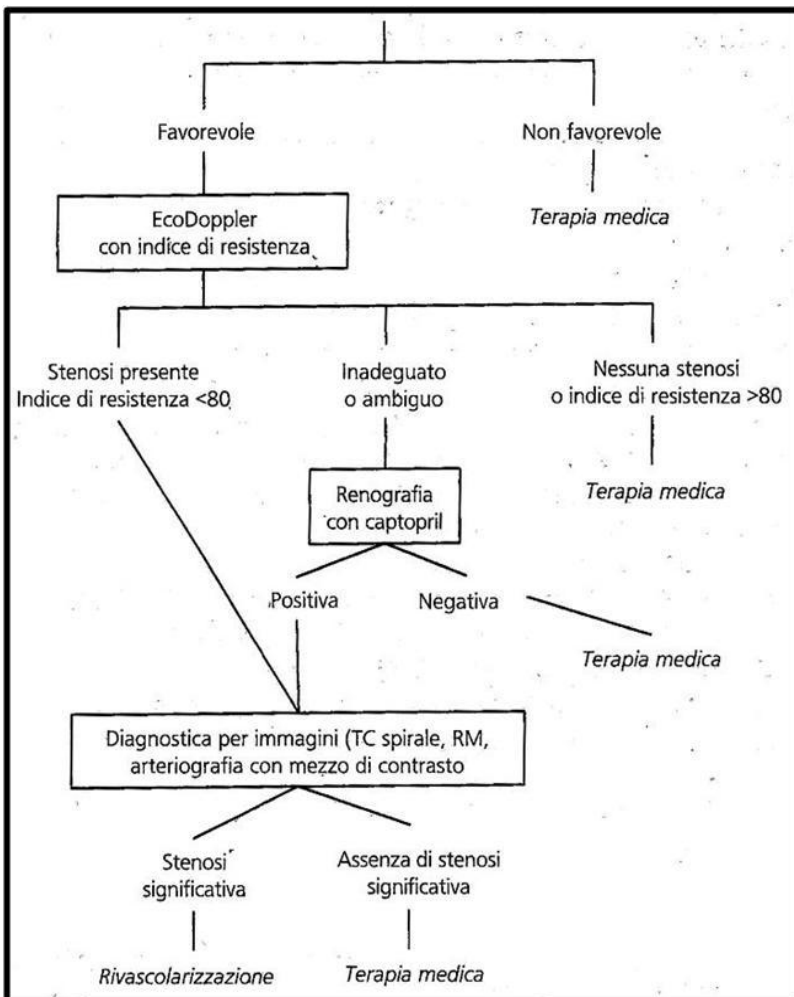 Favorevole
Non favorevole
EcoDoppler
con indice di resistenza
Terapia medica
Stenosi presente
Indice di resistenza <80
Inadeguato
o ambiguo
Nessuna stenosi
o indice di resistenza >80
Renografia
con captopril
Terapia medica
Positiva
Negativa
Terapia medica
Diagnostica per immagini (TC spirale, RM,
arteriografia con mezzo di contrasto
Stenosi
significativa
Assenza di stenosi
significativa
Rivascolarizzazione
Terapia medica